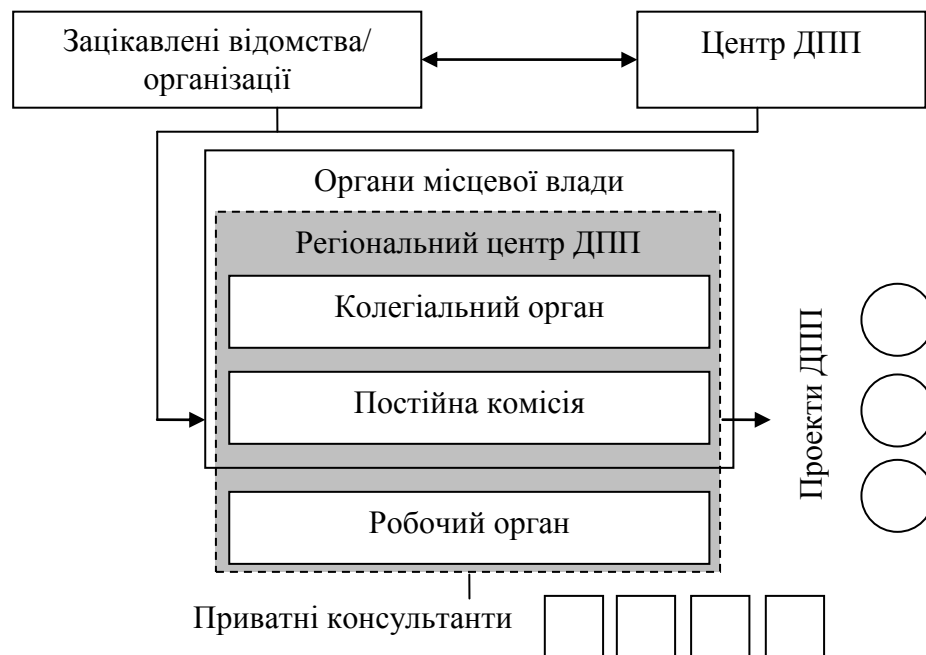 Зацікавлені відомства/
організації
Центр ДПП
Органи місцевої влади
Регіональний центр ДПП
Колегіальний орган
Постійна комісія
Робочий орган
Проекти ДПП
Приватні консультанти